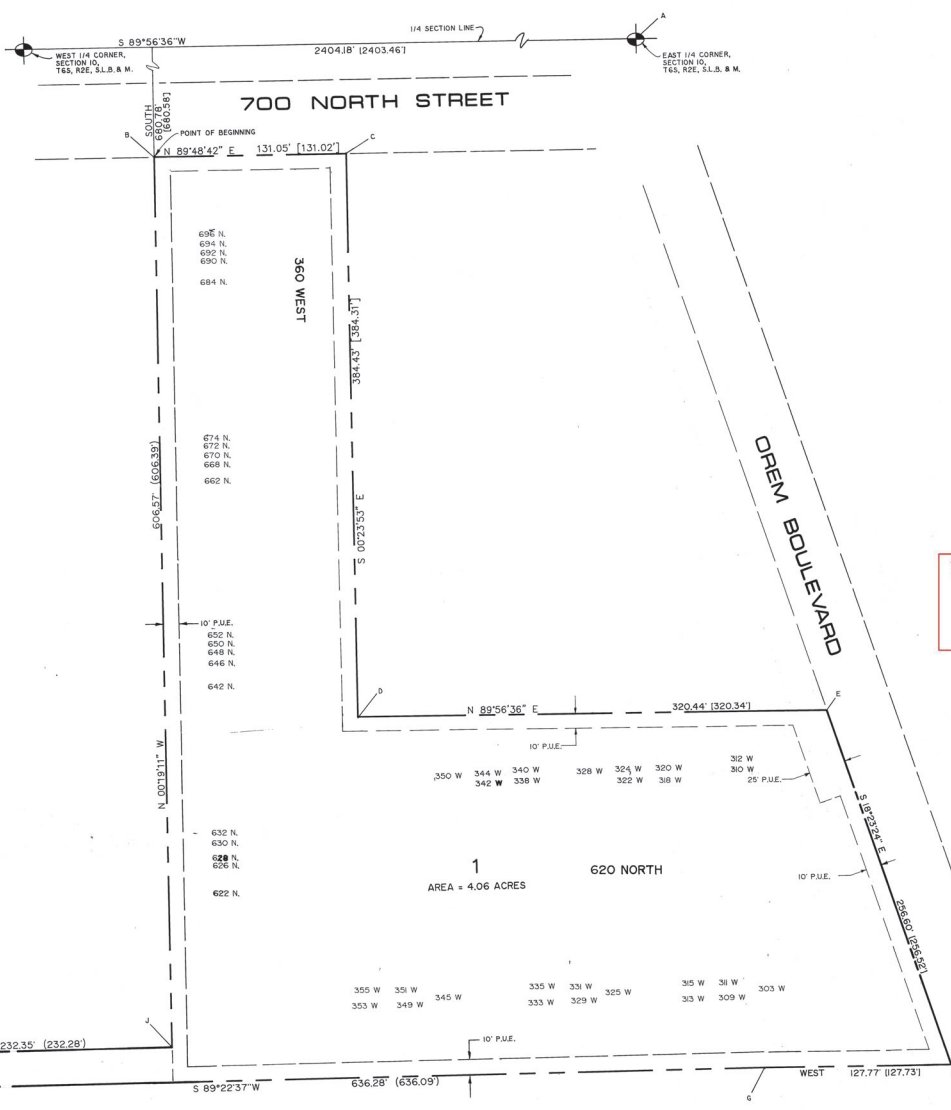 A
1/4 SECTION LINE
S 89°56'36"W
2404.18' [2403.46']
WEST 1/4 CORNER,
SECTION 10,
T6S, R2E, S.L.B. & M.
EAST 1/4 CORNER,
SECTION 10,
T6S, R2E, S.L.B. & M.
700 NORTH STREET
SOUTH
680.78'
[680.58]
B
POINT OF BEGINNING
C
N 89°48'42" E 131.05' [131.02']
696 N.
694 N.
692 N.
690 N.
684 N.
360 WEST
384.43' [384.31']
S 00°23'53" E
674 N.
672 N.
670 N.
668 N.
662 N.
606.57' (606.39')
N 00°19'11" W
OREM BOULEVARD
10' P.U.E.
652 N.
650 N.
648 N.
646 N.
642 N.
D
E
N 89°56'36" E 320.44' [320.34']
10' P.U.E.
350 W 344 W 340 W 328 W 324 W 320 W 312 W
342 W 338 W 322 W 318 W 310 W
25' P.U.E.
S 18°23'24" E
256.60' [256.52']
632 N.
630 N.
628 N.
626 N.
622 N.
1
AREA = 4.06 ACRES
620 NORTH
10' P.U.E.
355 W 351 W 345 W 335 W 331 W 325 W 315 W 311 W 303 W
353 W 349 W 333 W 329 W 313 W 309 W
J
232.35' (232.28')
10' P.U.E.
S 89°22'37"W 636.28' (636.09')
WEST 127.77' [127.73']
G